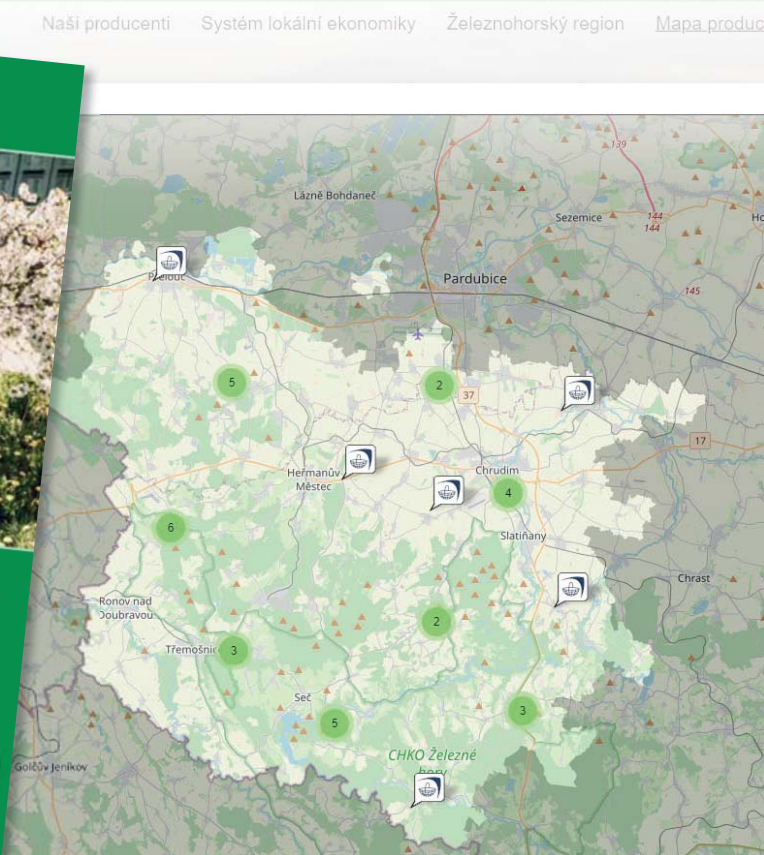 Naši producenti Systém lokální ekonomiky Železnohorský region Mapa produc
139
Lázně Bohdaneč
Sezemice
144
144
Ho
Pardubice
145
5
2
37
17
Heřmanův
Městec
Chrudim
4
6
Slatiňany
Chrast
Ronov nad
Doubravou
2
Třemošnic
3
Seč
5
3
CHKO Železné
hory
Golčův Jeníkov